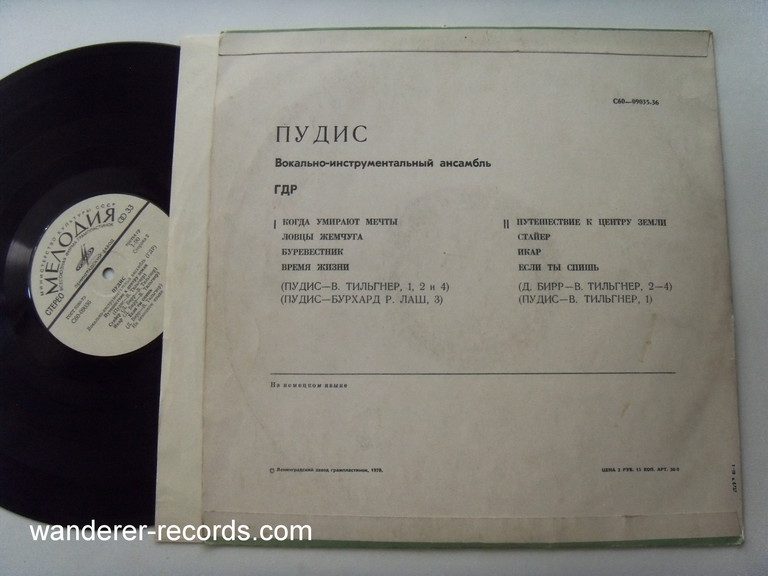 С60—09035-36
ПУДИС
Вокально-инструментальный ансамбль
ГДР
I КОГДА УМИРАЮТ МЕЧТЫ
ЛОВЦЫ ЖЕМЧУГА
БУРЕВЕСТНИК
ВРЕМЯ ЖИЗНИ
(ПУДИС—В. ТИЛЬГНЕР, 1, 2 и 4)
(ПУДИС—БУРХАРД Р. ЛАШ, 3)
II ПУТЕШЕСТВИЕ К ЦЕНТРУ ЗЕМЛИ
СТАЙЕР
ИКАР
ЕСЛИ ТЫ СПИШЬ
(Д. БИРР—В. ТИЛЬГНЕР, 2—4)
(ПУДИС—В. ТИЛЬГНЕР, 1)
На немецком языке
© Ленинградский завод грампластинок, 1978.
ЦЕНА 2 РУБ. 15 КОП. АРТ.
МЕЛОДИЯ
СТЕРЕО
33
wanderer-records.com